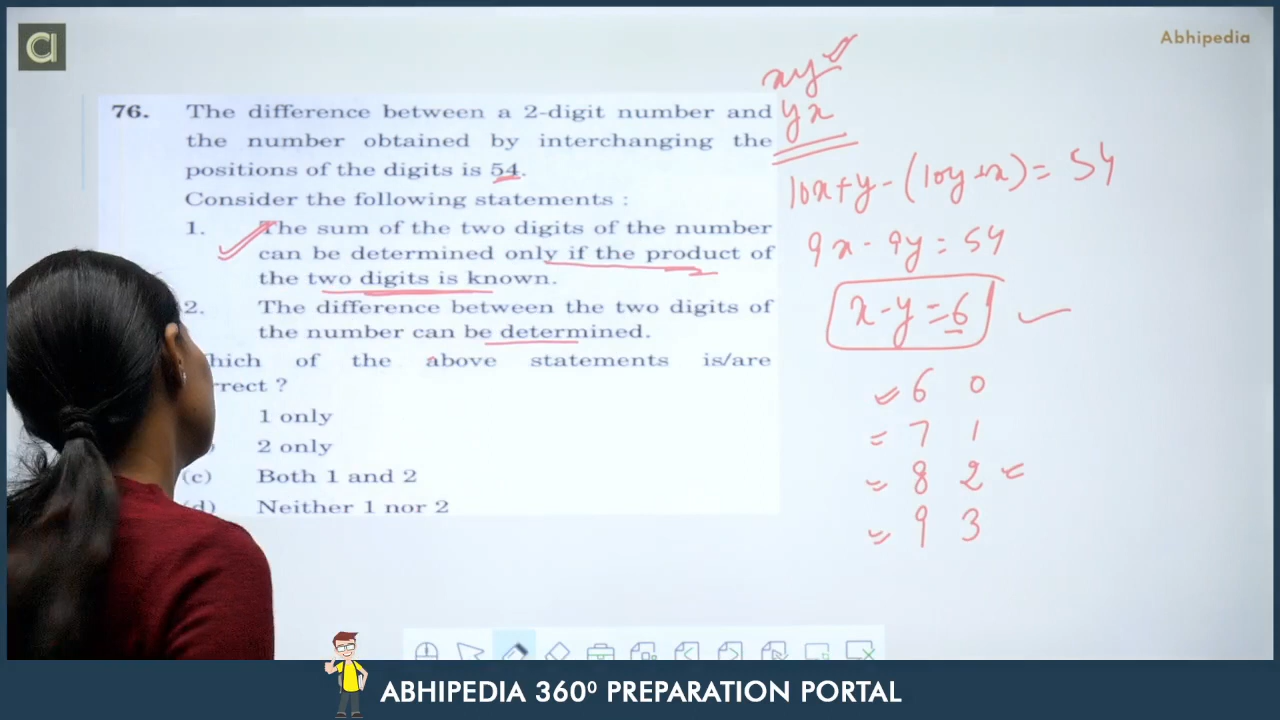 Abhipedia
xy
yx
76. The difference between a 2-digit number and
the number obtained by interchanging the
positions of the digits is 54.
Consider the following statements :
1. The sum of the two digits of the number
can be determined only if the product of
the two digits is known.
2. The difference between the two digits of
the number can be determined.
hich of the above statements is/are
rrect ?
1 only
2 only
(c) Both 1 and 2
(d) Neither 1 nor 2
10x+y-(10y+x)=54
9x-9y=54
x-y=6
6 0
7 1
8 2
9 3
ABHIPEDIA 360⁰ PREPARATION PORTAL